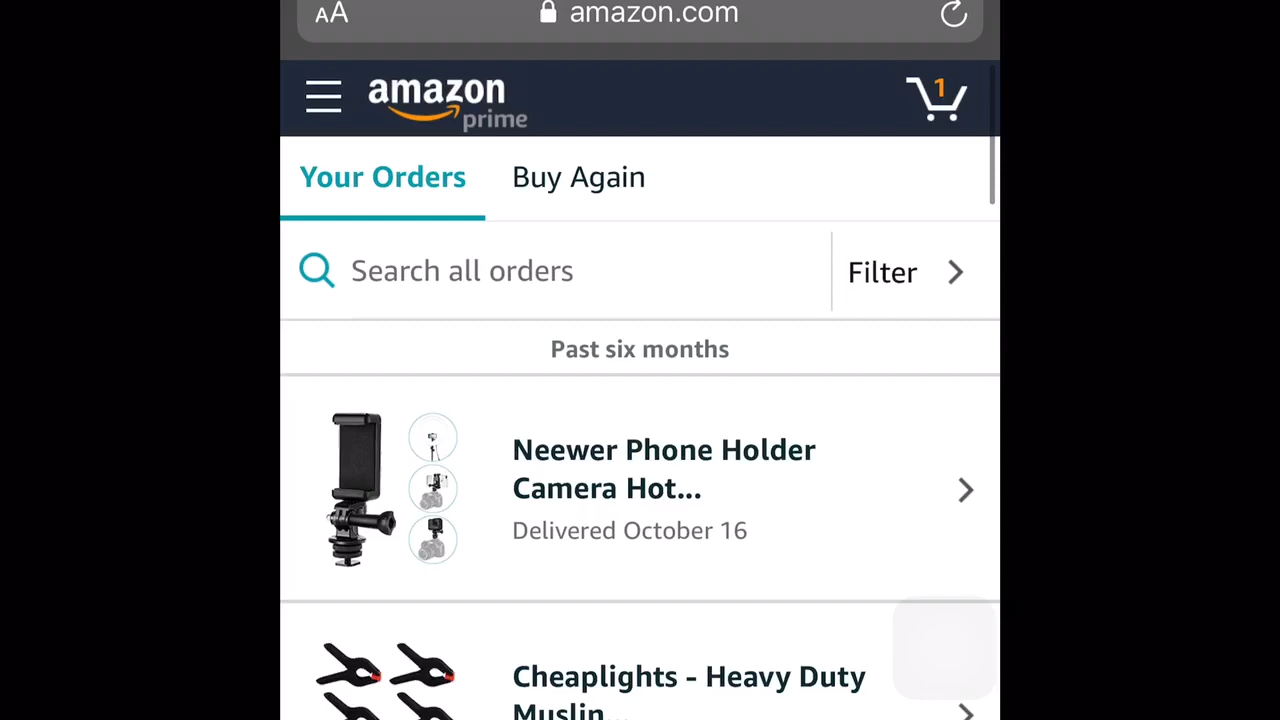 AA
amazon.com
amazon
prime
1
Your Orders
Buy Again
Search all orders
Filter
Past six months
Neewer Phone Holder
Camera Hot...
Delivered October 16
Cheaplights - Heavy Duty
Muslin...